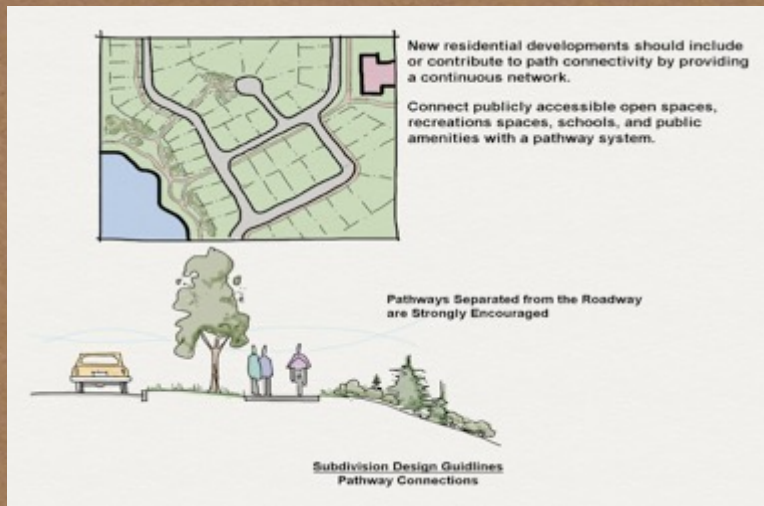 New residential developments should include
or contribute to path connectivity by providing
a continuous network.
Connect publicly accessible open spaces,
recreations spaces, schools, and public
amenities with a pathway system.
Pathways Separated from the Roadway
are Strongly Encouraged
Subdivision Design Guidlines
Pathway Connections